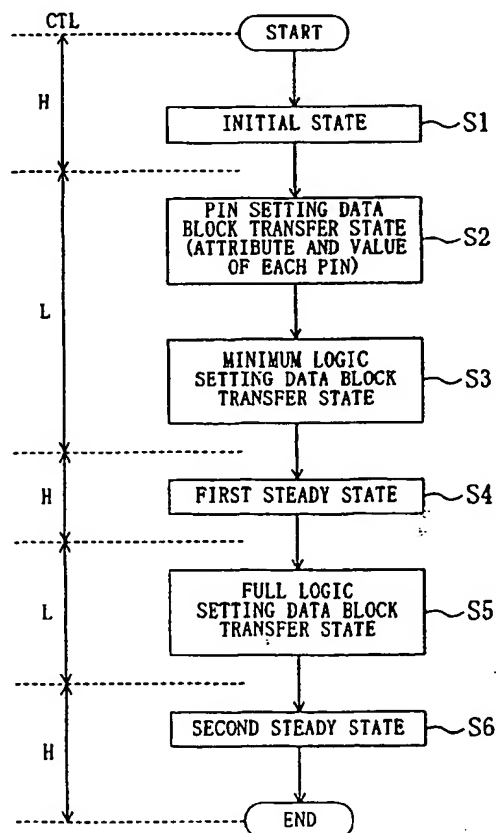 CTL
START
H
INITIAL STATE
S1
PIN SETTING DATA
BLOCK TRANSFER STATE
(ATTRIBUTE AND VALUE
OF EACH PIN)
S2
L
MINIMUM LOGIC
SETTING DATA BLOCK
TRANSFER STATE
S3
H
FIRST STEADY STATE
S4
FULL LOGIC
SETTING DATA BLOCK
TRANSFER STATE
S5
L
SECOND STEADY STATE
S6
H
END